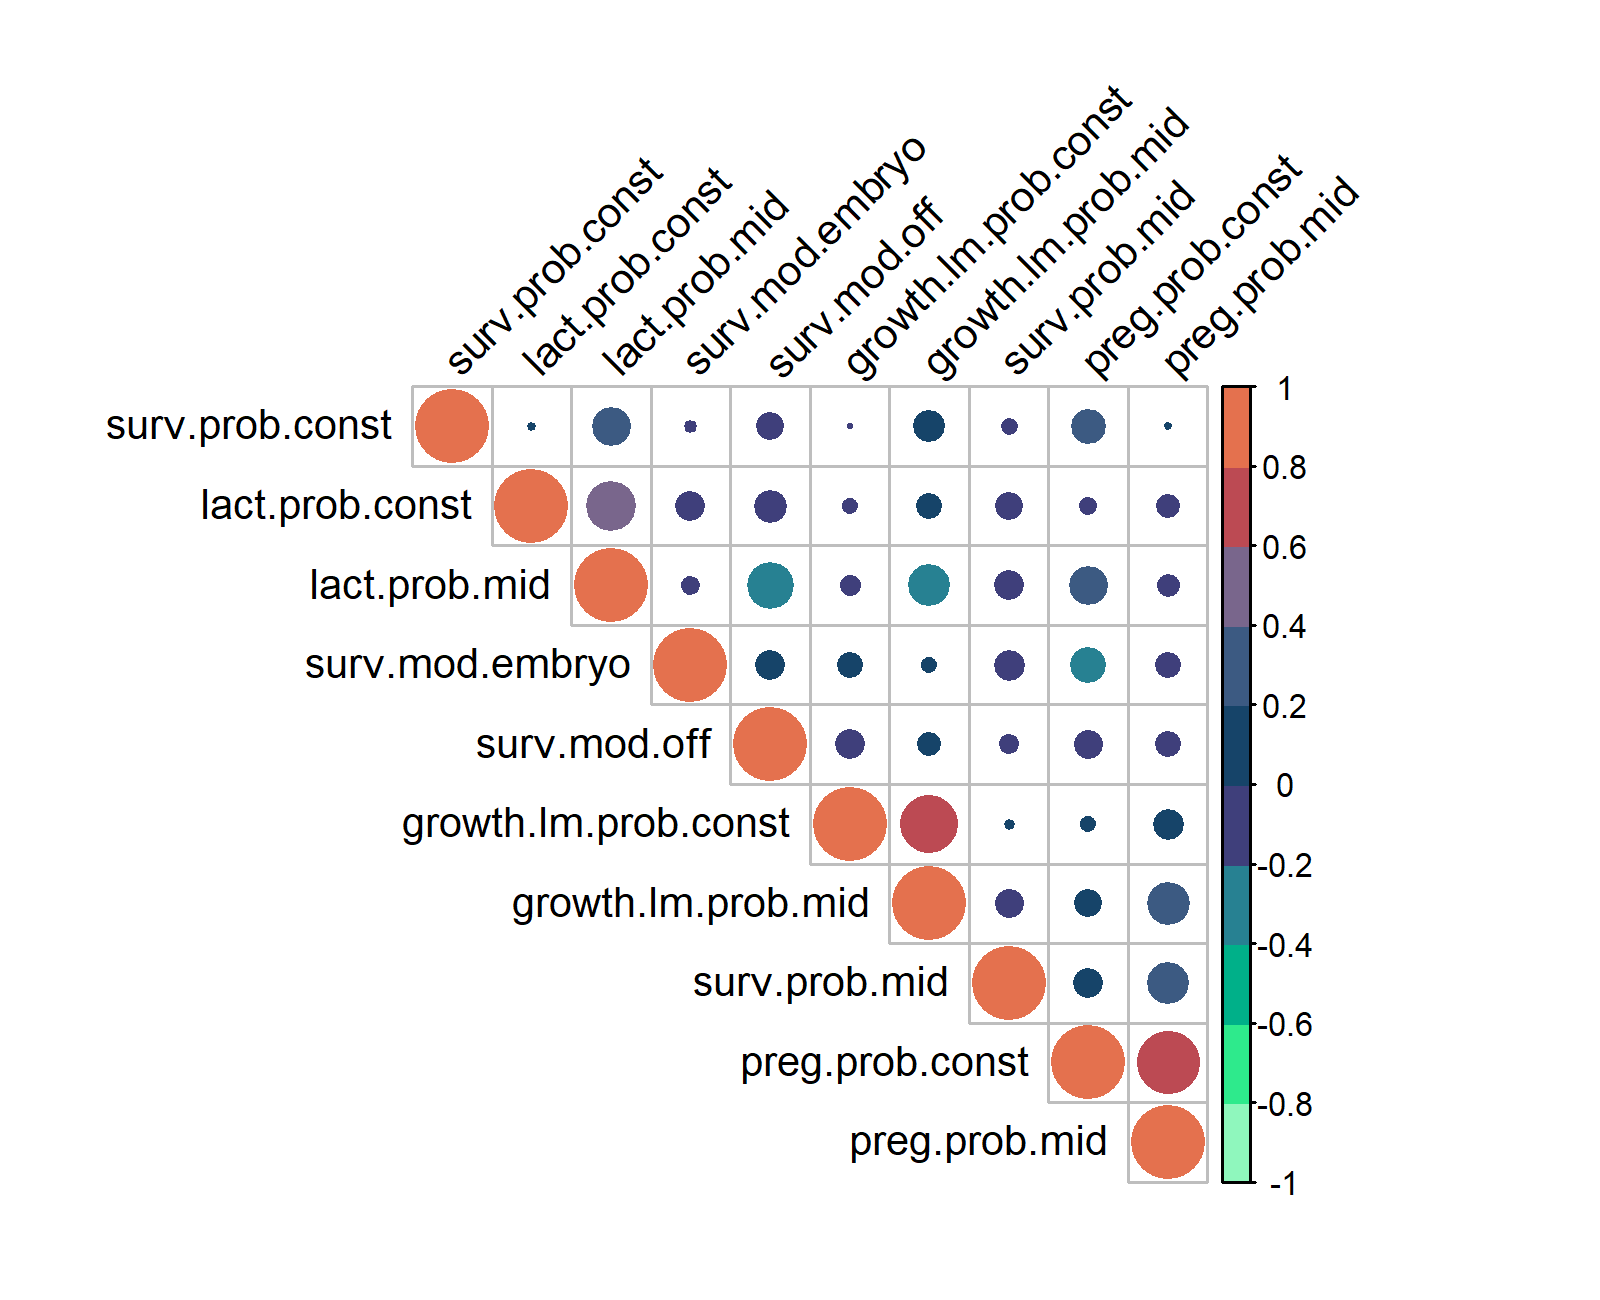 surv.prob.const
lact.prob.const
lact.prob.mid
surv.mod.embryo
surv.mod.off
growth.lm.prob.const
growth.lm.prob.mid
surv.prob.mid
preg.prob.const
preg.prob.mid
surv.prob.const
lact.prob.const
lact.prob.mid
surv.mod.embryo
surv.mod.off
growth.lm.prob.const
growth.lm.prob.mid
surv.prob.mid
preg.prob.const
preg.prob.mid
1
0.8
0.6
0.4
0.2
0
-0.2
-0.4
-0.6
-0.8
-1